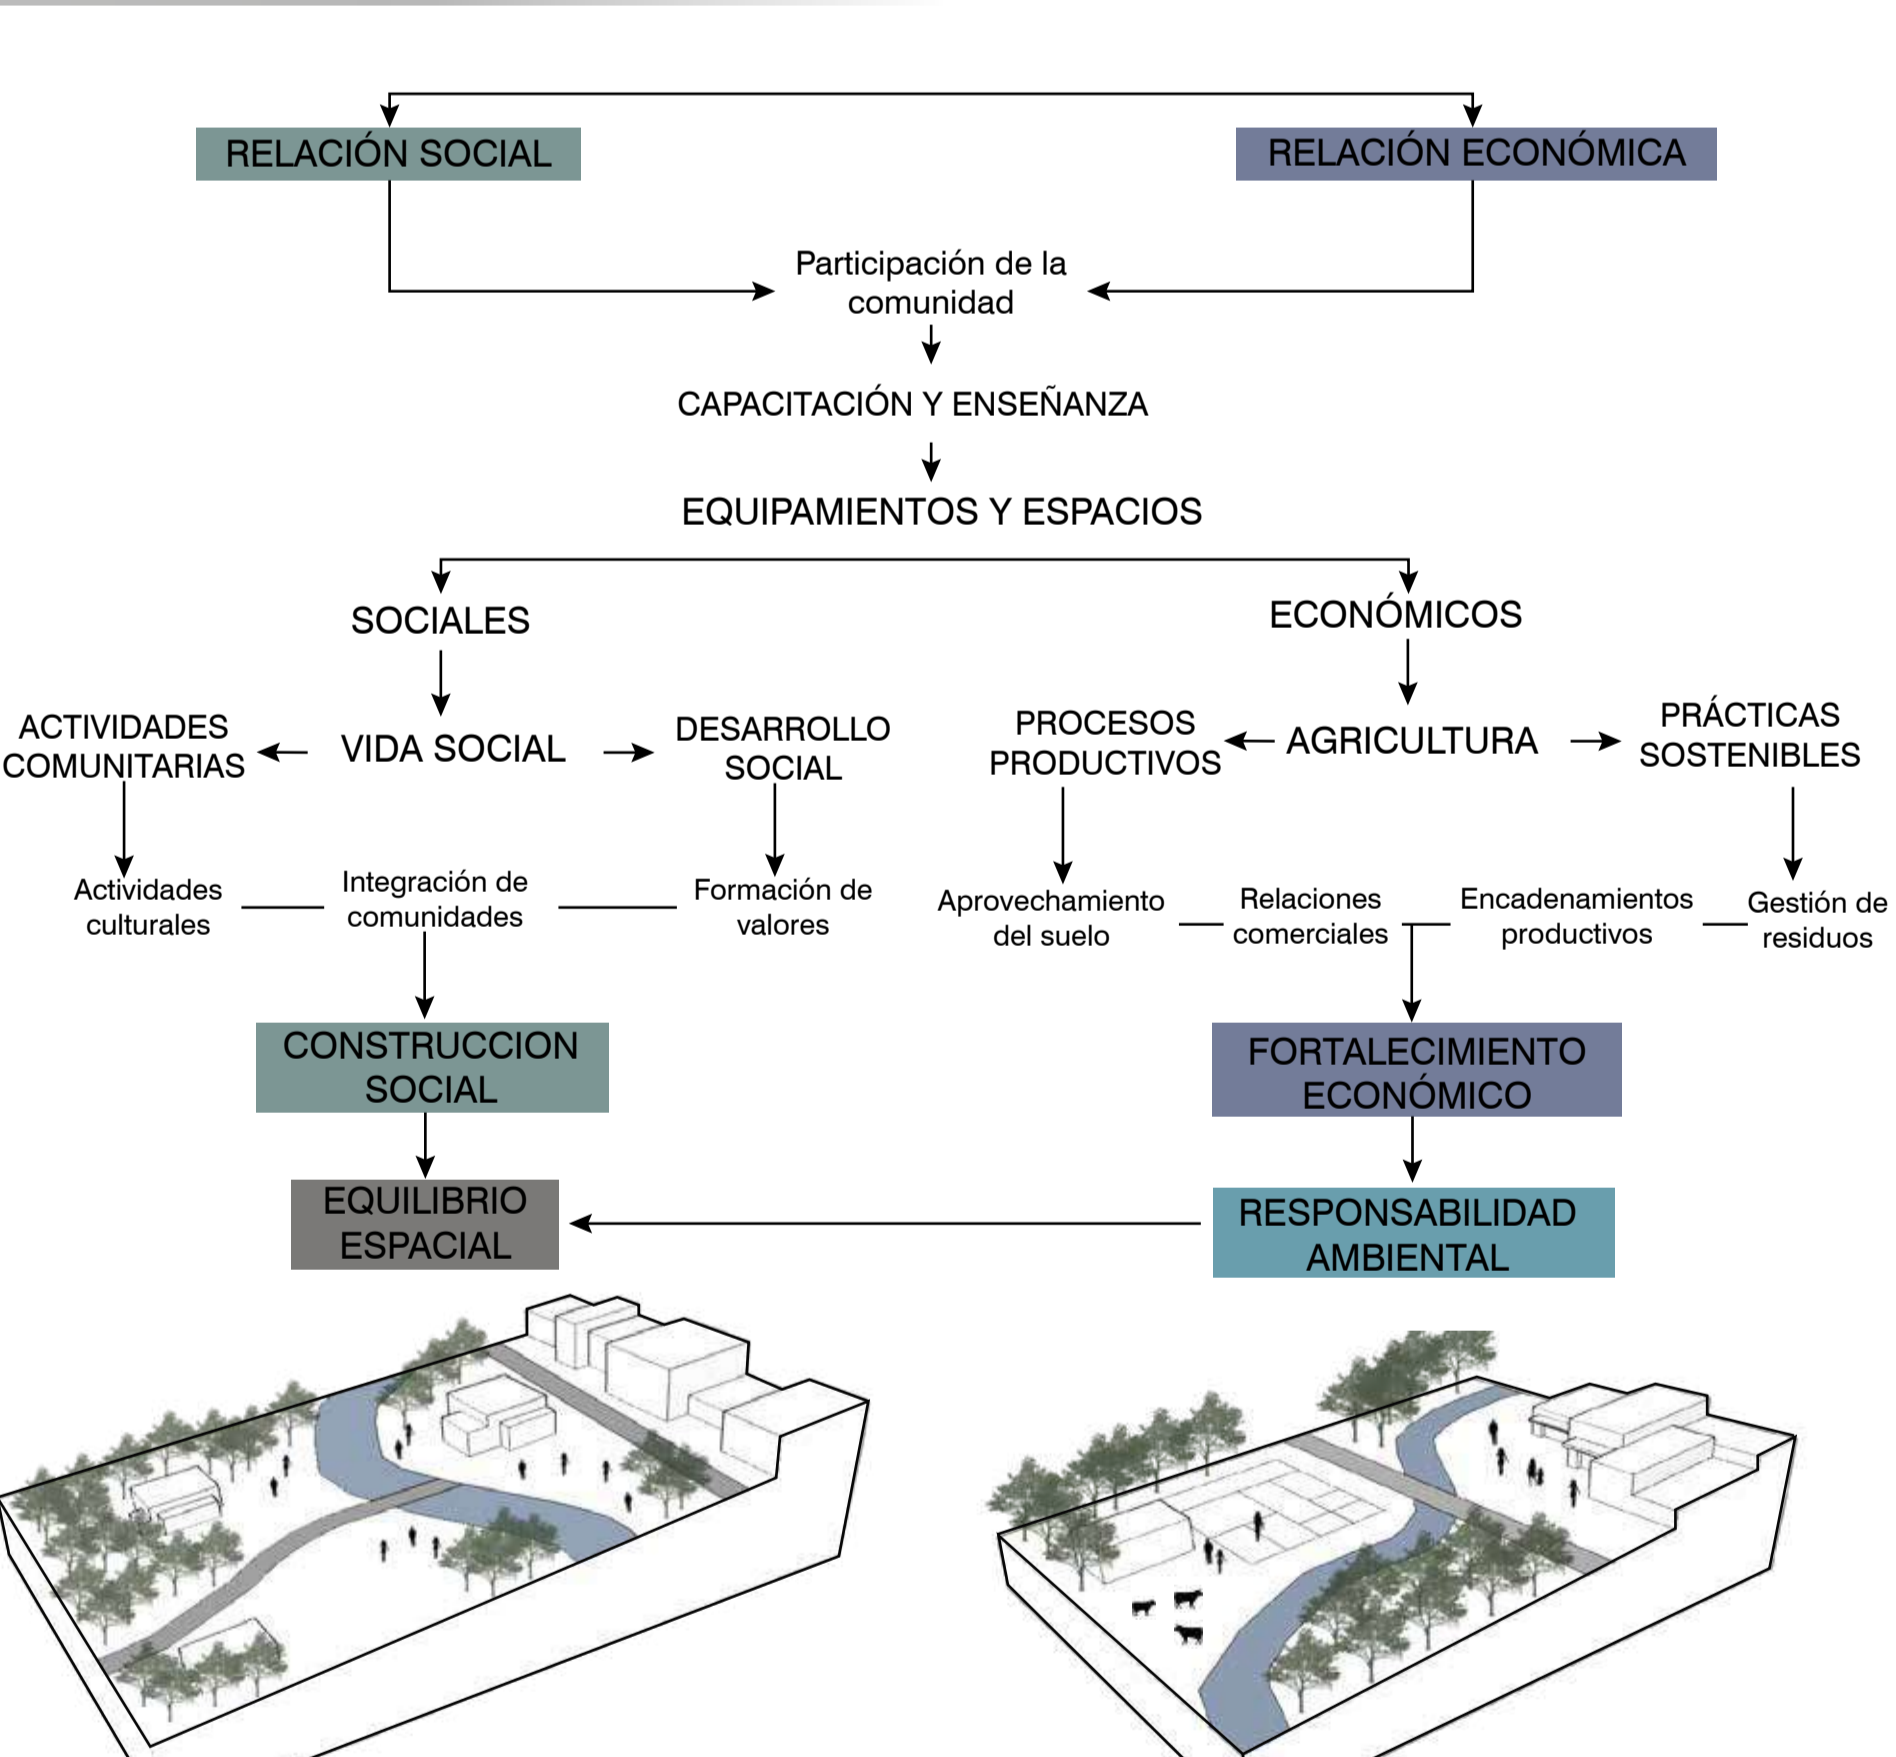 RELACIÓN SOCIAL
RELACIÓN ECONÓMICA
Participación de la
comunidad
CAPACITACIÓN Y ENSEÑANZA
EQUIPAMIENTOS Y ESPACIOS
SOCIALES
ECONÓMICOS
ACTIVIDADES
COMUNITARIAS
VIDA SOCIAL
DESARROLLO
SOCIAL
PROCESOS
PRODUCTIVOS
AGRICULTURA
PRÁCTICAS
SOSTENIBLES
Actividades
culturales
Integración de
comunidades
Formación de
valores
Aprovechamiento
del suelo
Relaciones
comerciales
Encadenamientos
productivos
Gestión de
residuos
CONSTRUCCION
SOCIAL
FORTALECIMIENTO
ECONÓMICO
EQUILIBRIO
ESPACIAL
RESPONSABILIDAD
AMBIENTAL